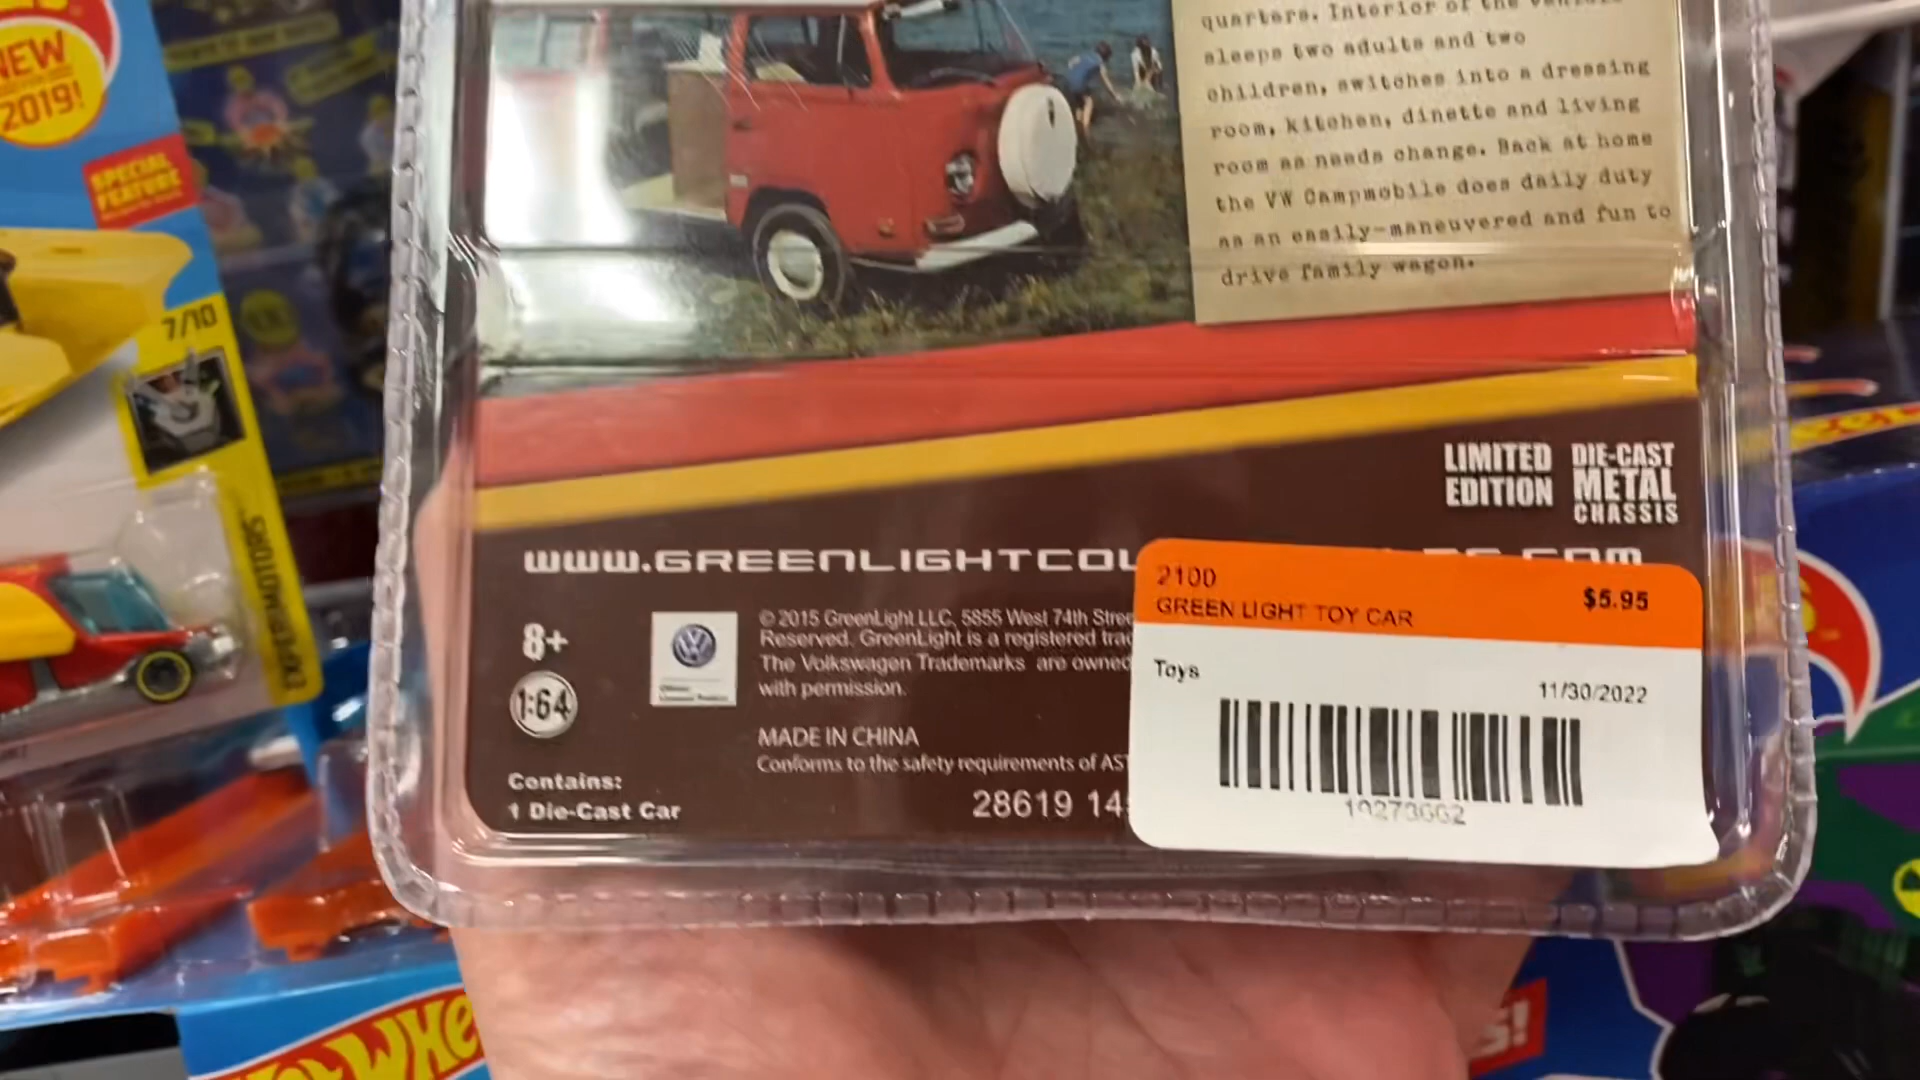 NEW
2019!
SPECIAL
FEATURE
7/10
EXPERIMOTORS
quarters. Interior of the vehicle
sleeps two adults and two
children, switches into a dressing
room, kitchen, dinette and living
room as needs change. Back at home
the VW Campmobile does daily duty
as an easily-maneuvered and fun to
drive family wagon.
LIMITED
EDITION
DIE-CAST
METAL
CHASSIS
WWW.GREENLIGHTCOL
.COM
8+
1:64
Contains:
1 Die-Cast Car
© 2015 GreenLight LLC, 5855 West 74th Stree
Reserved. GreenLight is a registered trad
The Volkswagen Trademarks are owned
with permission.
MADE IN CHINA
Conforms to the safety requirements of AST
28619 14
2100
GREEN LIGHT TOY CAR
$5.95
Toys
11/30/2022